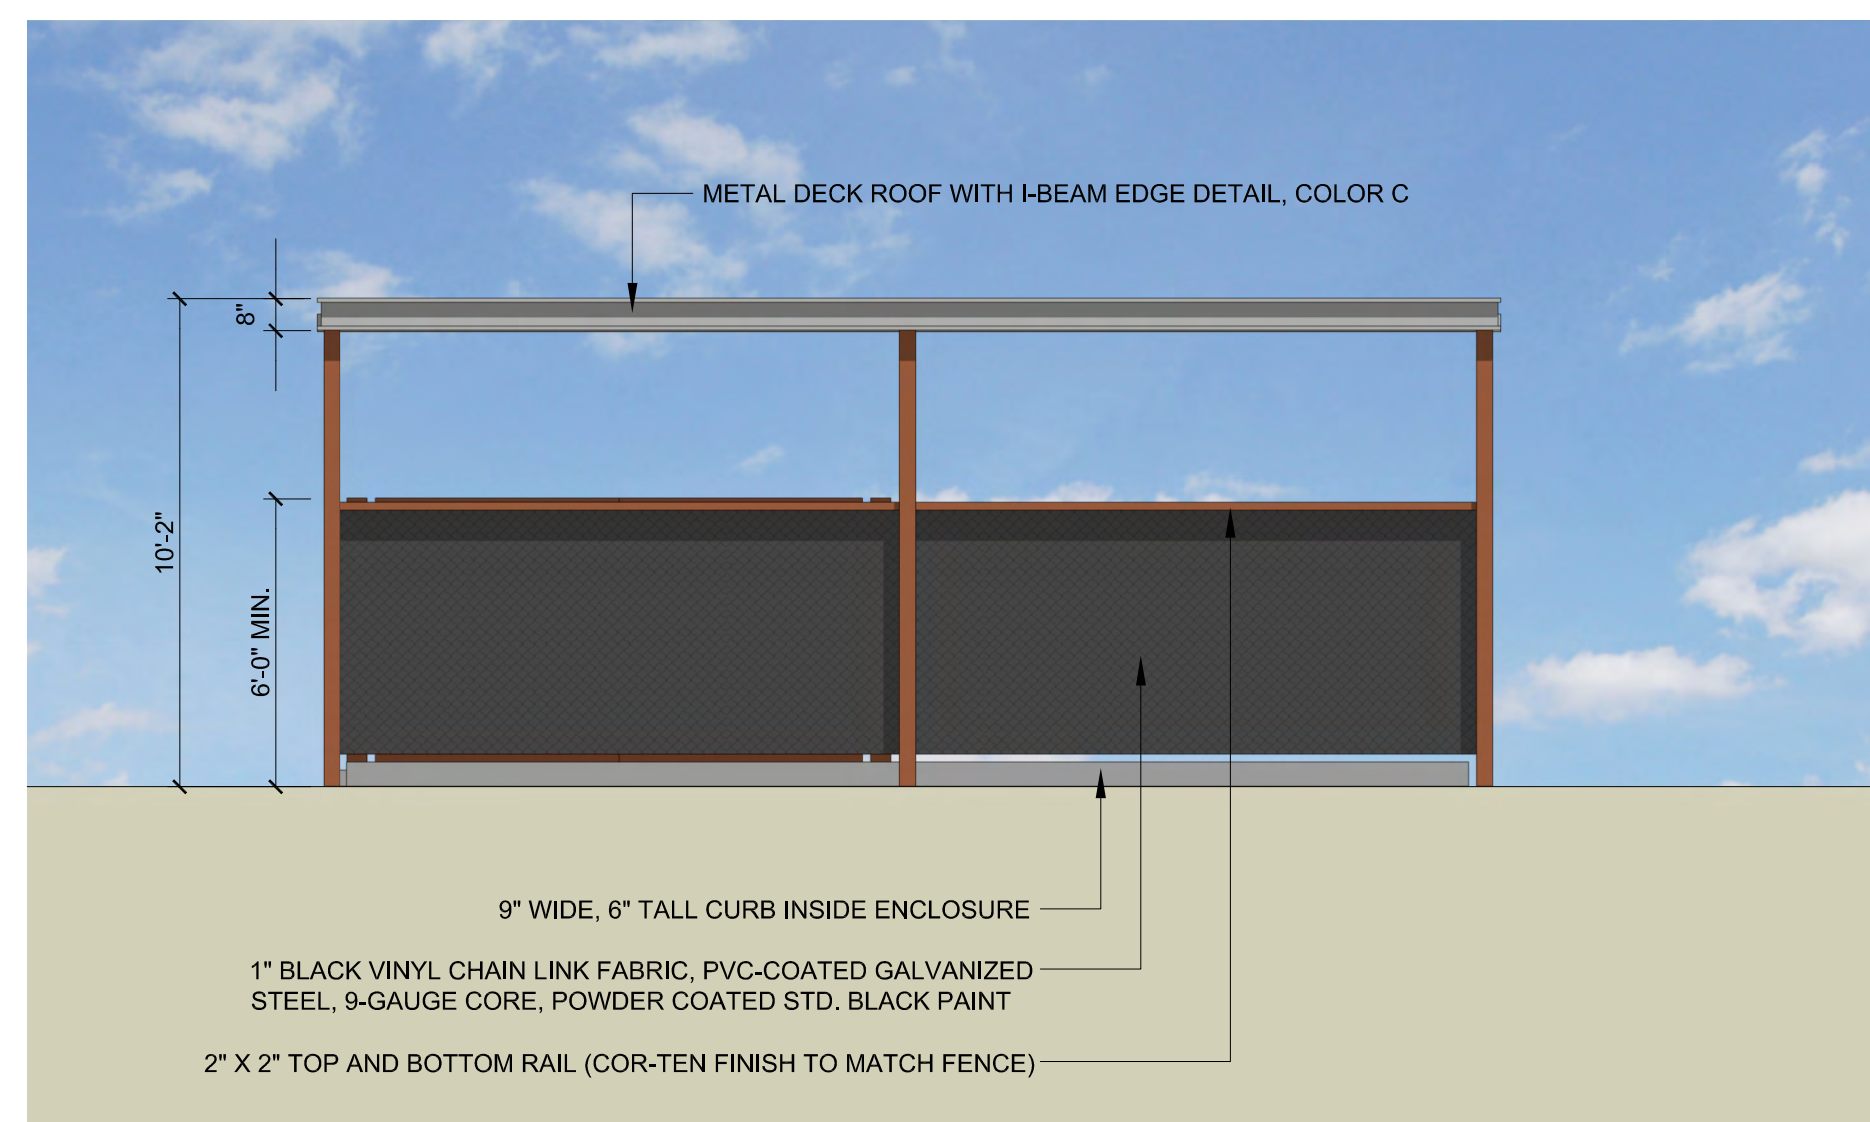 METAL DECK ROOF WITH I-BEAM EDGE DETAIL, COLOR C
8"
10'-2"
6'-0" MIN.
9" WIDE, 6" TALL CURB INSIDE ENCLOSURE
1" BLACK VINYL CHAIN LINK FABRIC, PVC-COATED GALVANIZED
STEEL, 9-GAUGE CORE, POWDER COATED STD. BLACK PAINT
2" X 2" TOP AND BOTTOM RAIL (COR-TEN FINISH TO MATCH FENCE)